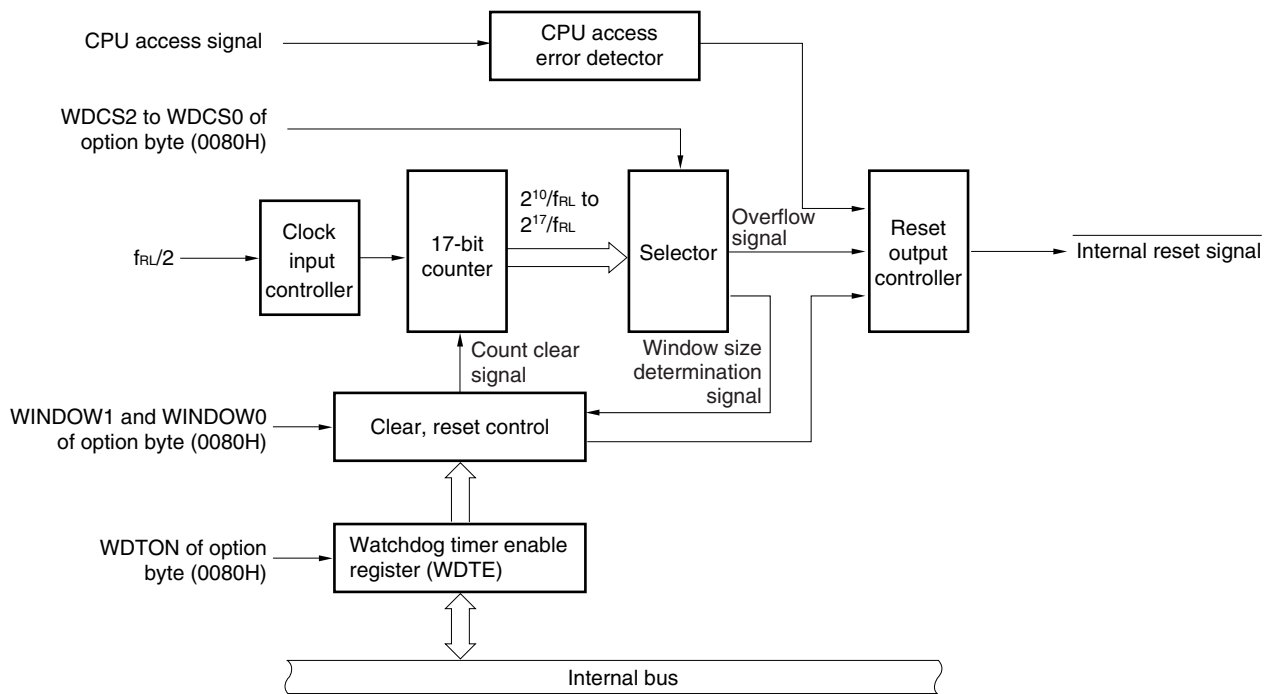 CPU access signal
CPU access
error detector
WDCS2 to WDCS0 of
option byte (0080H)
fRL/2
Clock
input
controller
17-bit
counter
2¹⁰/fRL to
2¹⁷/fRL
Selector
Overflow
signal
Reset
output
controller
Internal reset signal
Count clear
signal
Window size
determination
signal
WINDOW1 and WINDOW0
of option byte (0080H)
Clear, reset control
WDTON of option
byte (0080H)
Watchdog timer enable
register (WDTE)
Internal bus